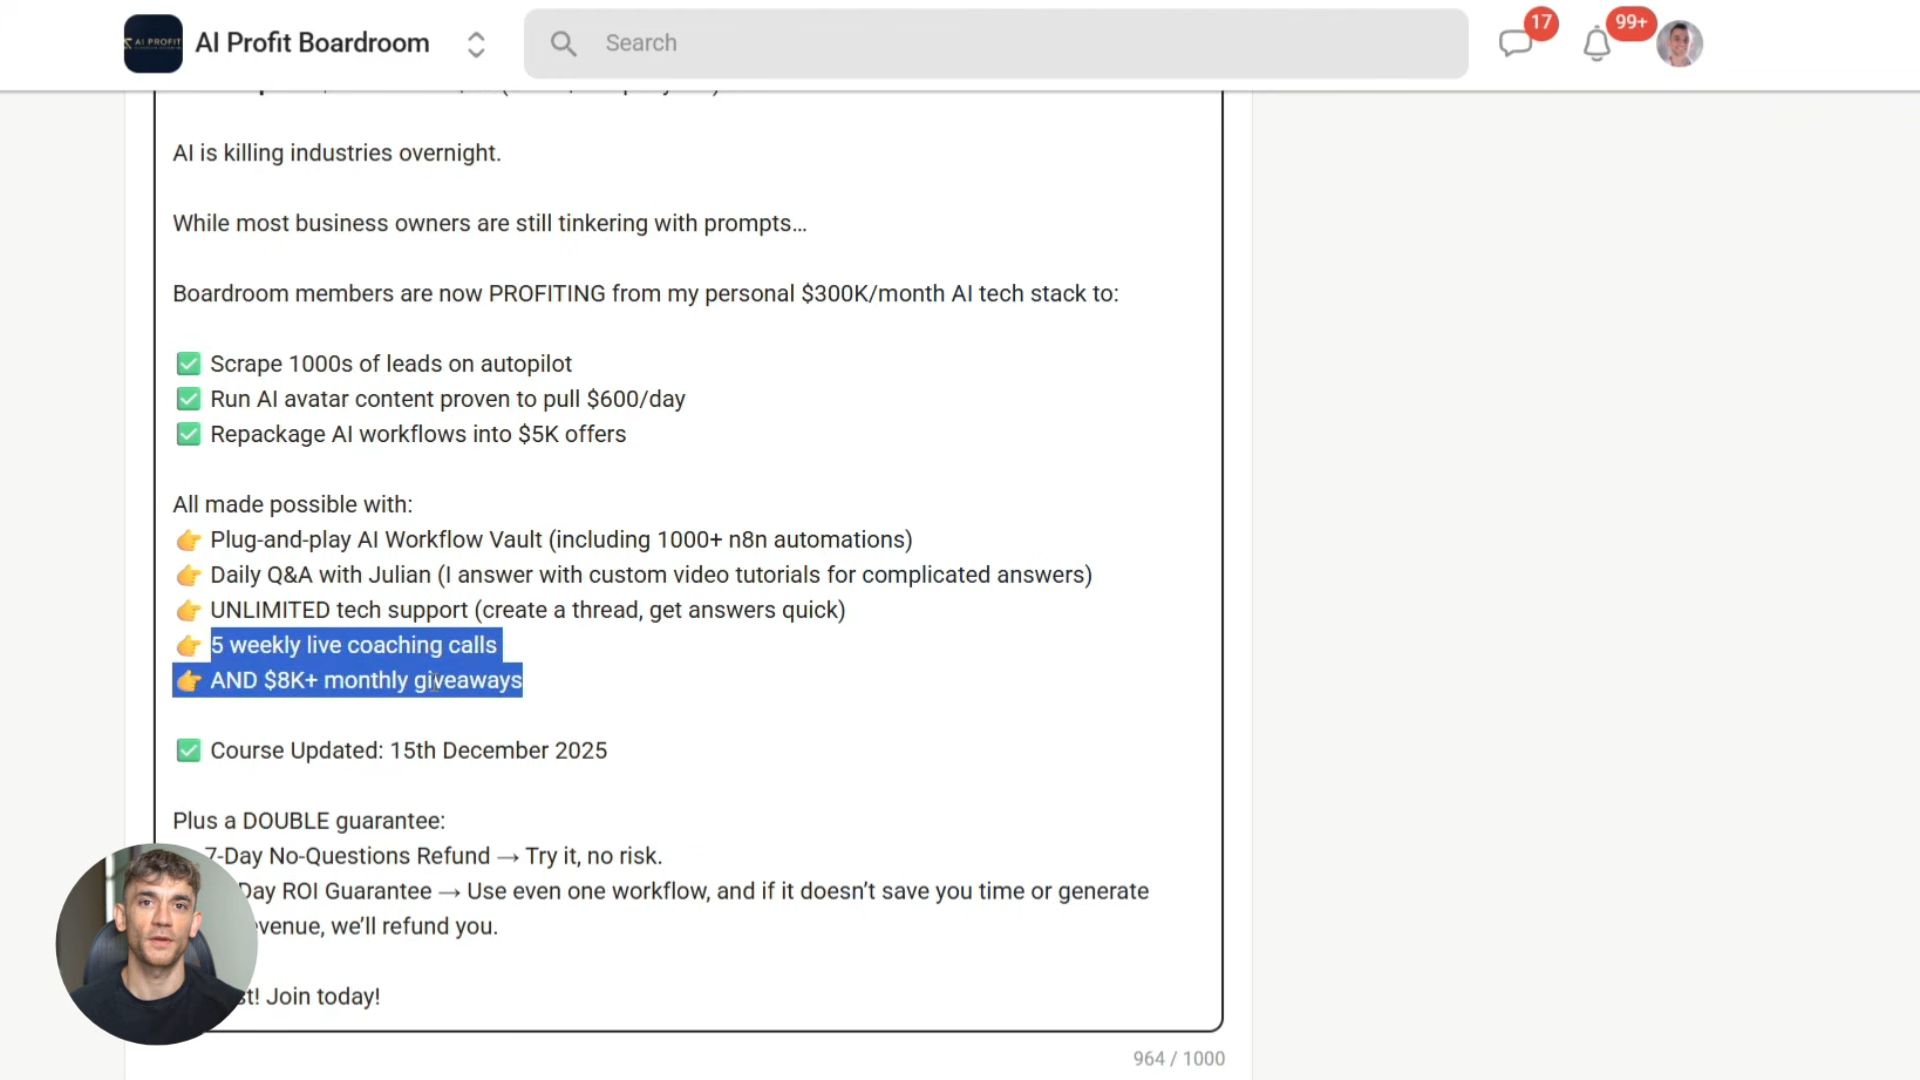 AI PROFIT
AI Profit Boardroom
Search
17
99+
AI is killing industries overnight.
While most business owners are still tinkering with prompts…
Boardroom members are now PROFITING from my personal $300K/month AI tech stack to:
✅ Scrape 1000s of leads on autopilot
✅ Run AI avatar content proven to pull $600/day
✅ Repackage AI workflows into $5K offers
All made possible with:
👉 Plug-and-play AI Workflow Vault (including 1000+ n8n automations)
👉 Daily Q&A with Julian (I answer with custom video tutorials for complicated answers)
👉 UNLIMITED tech support (create a thread, get answers quick)
👉 5 weekly live coaching calls
👉 AND $8K+ monthly giveaways
✅ Course Updated: 15th December 2025
Plus a DOUBLE guarantee:
7-Day No-Questions Refund → Try it, no risk.
Day ROI Guarantee → Use even one workflow, and if it doesn’t save you time or generate
evenue, we’ll refund you.
st! Join today!
964 / 1000